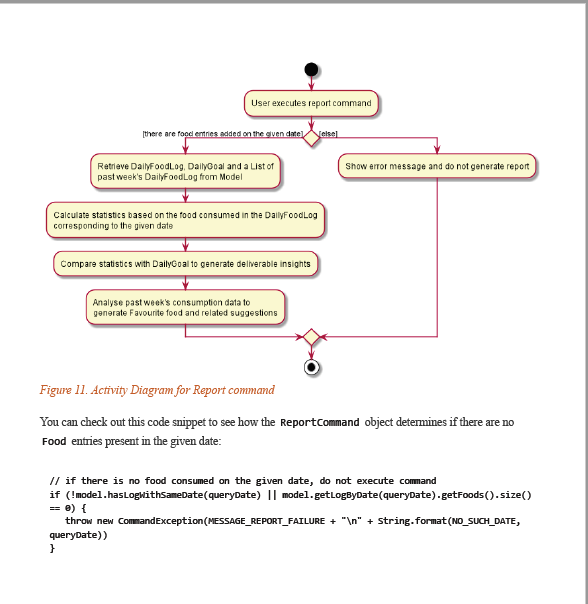 User executes report command
[there are food entries added on the given date]
[else]
Retrieve DailyFoodLog, DailyGoal and a List of
past week's DailyFoodLog from Model
Show error message and do not generate report
Calculate statistics based on the food consumed in the DailyFoodLog
corresponding to the given date
Compare statistics with DailyGoal to generate deliverable insights
Analyse past week's consumption data to
generate Favourite food and related suggestions
Figure 11. Activity Diagram for Report command
You can check out this code snippet to see how the ReportCommand object determines if there are no
Food entries present in the given date:
// if there is no food consumed on the given date, do not execute command
if (!model.hasLogWithSameDate(queryDate) || model.getLogByDate(queryDate).getFoods().size()
== 0) {
throw new CommandException(MESSAGE_REPORT_FAILURE + "\n" + String.format(NO_SUCH_DATE,
queryDate))
}